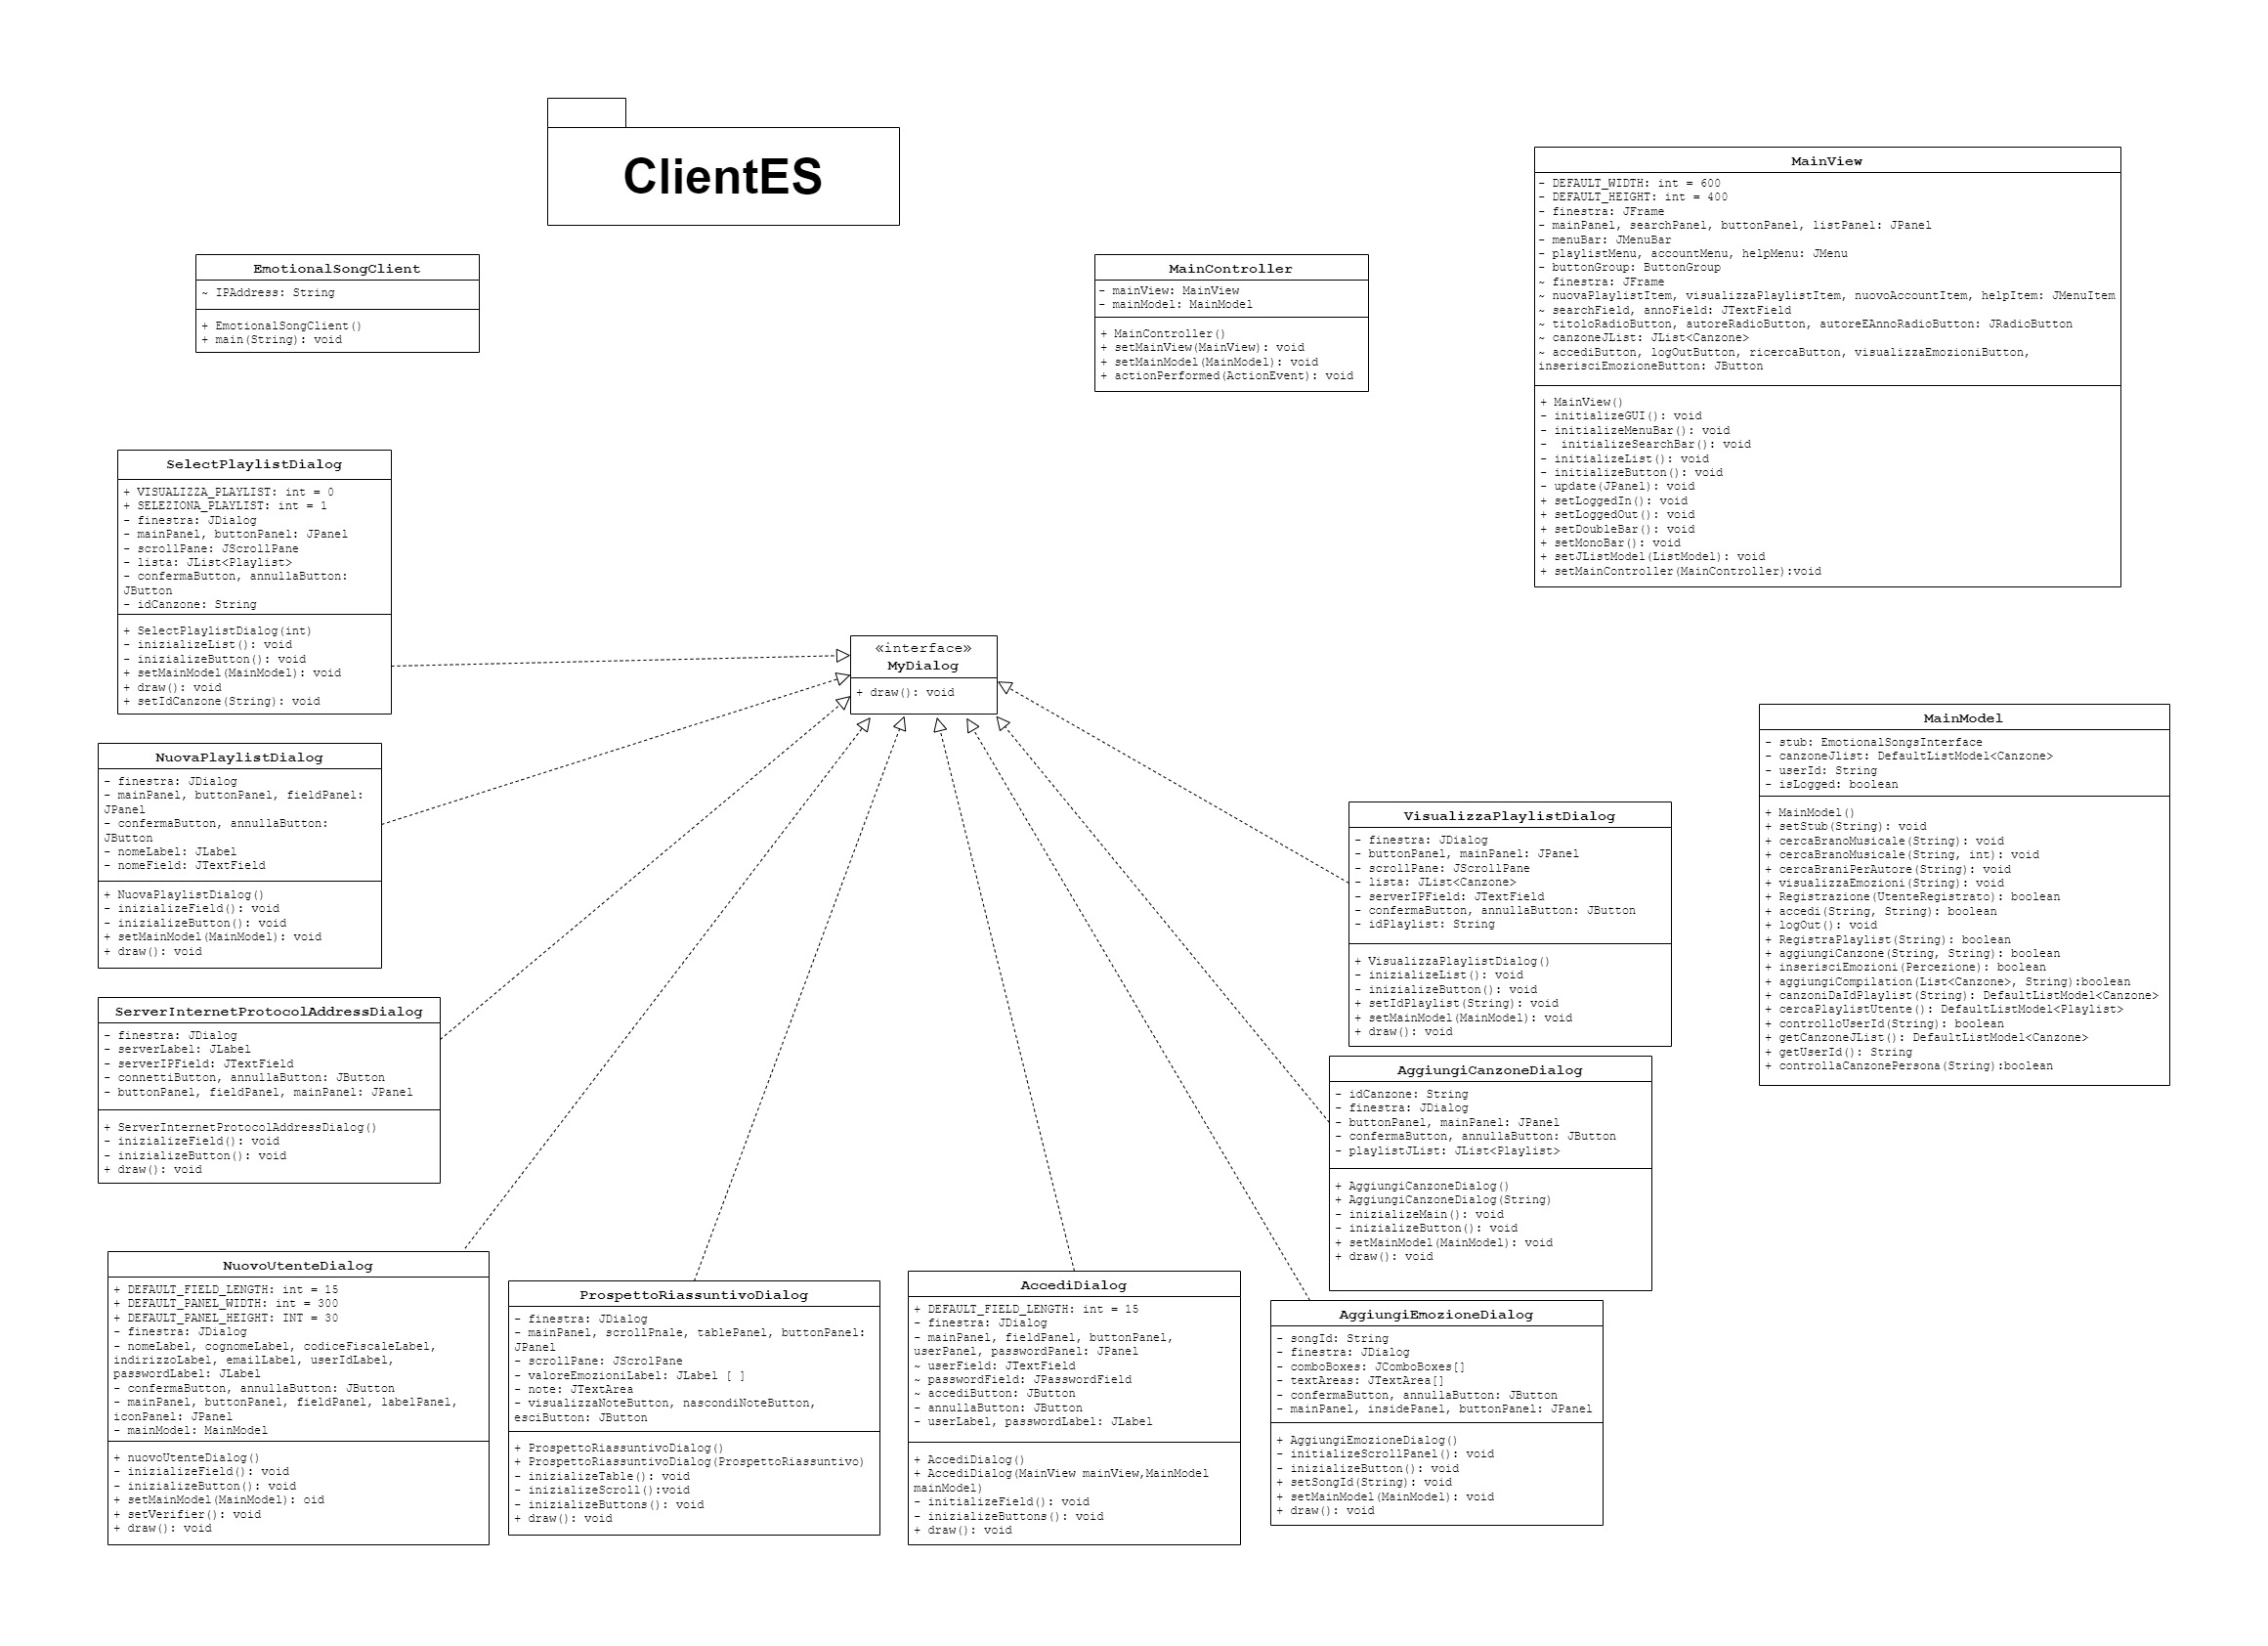 ClientES
EmotionalSongClient
~ IPAddress: String
+ EmotionalSongClient()
+ main(String): void
MainController
- mainView: MainView
- mainModel: MainModel
+ MainController()
+ setMainView(MainView): void
+ setMainModel(MainModel): void
+ actionPerformed(ActionEvent): void
MainView
- DEFAULT_WIDTH: int = 600
- DEFAULT_HEIGHT: int = 400
- finestra: JFrame
- mainPanel, searchPanel, buttonPanel, listPanel: JPanel
- menuBar: JMenuBar
- playlistMenu, accountMenu, helpMenu: JMenu
- buttonGroup: ButtonGroup
~ finestra: JFrame
~ nuovaPlaylistItem, visualizzaPlaylistItem, nuovoAccountItem, helpItem: JMenuItem
~ searchField, annoField: JTextField
~ titoloRadioButton, autoreRadioButton, autoreEAnnoRadioButton: JRadioButton
~ canzoneJList: JList<Canzone>
~ accediButton, logOutButton, ricercaButton, visualizzaEmozioniButton,
inserisciEmozioneButton: JButton
+ MainView()
- initializeGUI(): void
- initializeMenuBar(): void
-  initializeSearchBar(): void
- initializeList(): void
- initializeButton(): void
- update(JPanel): void
+ setLoggedIn(): void
+ setLoggedOut(): void
+ setDoubleBar(): void
+ setMonoBar(): void
+ setJListModel(ListModel): void
+ setMainController(MainController):void
SelectPlaylistDialog
+ VISUALIZZA_PLAYLIST: int = 0
+ SELEZIONA_PLAYLIST: int = 1
- finestra: JDialog
- mainPanel, buttonPanel: JPanel
- scrollPane: JScrollPane
- lista: JList<Playlist>
- confermaButton, annullaButton:
JButton
- idCanzone: String
+ SelectPlaylistDialog(int)
- inizializeList(): void
- inizializeButton(): void
+ setMainModel(MainModel): void
+ draw(): void
+ setIdCanzone(String): void
«interface»
MyDialog
+ draw(): void
NuovaPlaylistDialog
- finestra: JDialog
- mainPanel, buttonPanel, fieldPanel:
JPanel
- confermaButton, annullaButton:
JButton
- nomeLabel: JLabel
- nomeField: JTextField
+ NuovaPlaylistDialog()
- inizializeField(): void
- inizializeButton(): void
+ setMainModel(MainModel): void
+ draw(): void
MainModel
- stub: EmotionalSongsInterface
- canzoneJlist: DefaultListModel<Canzone>
- userId: String
- isLogged: boolean
+ MainModel()
+ setStub(String): void
+ cercaBranoMusicale(String): void
+ cercaBranoMusicale(String, int): void
+ cercaBraniPerAutore(String): void
+ visualizzaEmozioni(String): void
+ Registrazione(UtenteRegistrato): boolean
+ accedi(String, String): boolean
+ logOut(): void
+ RegistraPlaylist(String): boolean
+ aggiungiCanzone(String, String): boolean
+ inserisciEmozioni(Percezione): boolean
+ aggiungiCompilation(List<Canzone>, String):boolean
+ canzoniDaIdPlaylist(String): DefaultListModel<Canzone>
+ cercaPlaylistUtente(): DefaultListModel<Playlist>
+ controlloUserId(String): boolean
+ getCanzoneJList(): DefaultListModel<Canzone>
+ getUserId(): String
+ controllaCanzonePersona(String):boolean
VisualizzaPlaylistDialog
- finestra: JDialog
- buttonPanel, mainPanel: JPanel
- scrollPane: JScrollPane
- lista: JList<Canzone>
- serverIPField: JTextField
- confermaButton, annullaButton: JButton
- idPlaylist: String
+ VisualizzaPlaylistDialog()
- inizializeList(): void
- inizializeButton(): void
+ setIdPlaylist(String): void
+ setMainModel(MainModel): void
+ draw(): void
ServerInternetProtocolAddressDialog
- finestra: JDialog
- serverLabel: JLabel
- serverIPField: JTextField
- connettiButton, annullaButton: JButton
- buttonPanel, fieldPanel, mainPanel: JPanel
+ ServerInternetProtocolAddressDialog()
- inizializeField(): void
- inizializeButton(): void
+ draw(): void
AggiungiCanzoneDialog
- idCanzone: String
- finestra: JDialog
- buttonPanel, mainPanel: JPanel
- confermaButton, annullaButton: JButton
- playlistJList: JList<Playlist>
+ AggiungiCanzoneDialog()
+ AggiungiCanzoneDialog(String)
- inizializeMain(): void
- inizializeButton(): void
+ setMainModel(MainModel): void
+ draw(): void
NuovoUtenteDialog
+ DEFAULT_FIELD_LENGTH: int = 15
+ DEFAULT_PANEL_WIDTH: int = 300
+ DEFAULT_PANEL_HEIGHT: INT = 30
- finestra: JDialog
- nomeLabel, cognomeLabel, codiceFiscaleLabel,
indirizzoLabel, emailLabel, userIdLabel,
passwordLabel: JLabel
- confermaButton, annullaButton: JButton
- mainPanel, buttonPanel, fieldPanel, labelPanel,
iconPanel: JPanel
- mainModel: MainModel
+ nuovoUtenteDialog()
- inizializeField(): void
- inizializeButton(): void
+ setMainModel(MainModel): oid
+ setVerifier(): void
+ draw(): void
ProspettoRiassuntivoDialog
- finestra: JDialog
- mainPanel, scrollPnale, tablePanel, buttonPanel:
JPanel
- scrollPane: JScrolPane
- valoreEmozioniLabel: JLabel [ ]
- note: JTextArea
- visualizzaNoteButton, nascondiNoteButton,
esciButton: JButton
+ ProspettoRiassuntivoDialog()
+ ProspettoRiassuntivoDialog(ProspettoRiassuntivo)
- inizializeTable(): void
- inizializeScroll():void
- inizializeButtons(): void
+ draw(): void
AccediDialog
+ DEFAULT_FIELD_LENGTH: int = 15
- finestra: JDialog
- mainPanel, fieldPanel, buttonPanel,
userPanel, passwordPanel: JPanel
~ userField: JTextField
~ passwordField: JPasswordField
~ accediButton: JButton
- annullaButton: JButton
- userLabel, passwordLabel: JLabel
+ AccediDialog()
+ AccediDialog(MainView mainView,MainModel
mainModel)
- initializeField(): void
- inizializeButtons(): void
+ draw(): void
AggiungiEmozioneDialog
- songId: String
- finestra: JDialog
- comboBoxes: JComboBoxes[]
- textAreas: JTextArea[]
- confermaButton, annullaButton: JButton
- mainPanel, insidePanel, buttonPanel: JPanel
+ AggiungiEmozioneDialog()
- initializeScrollPanel(): void
- inizializeButton(): void
+ setSongId(String): void
+ setMainModel(MainModel): void
+ draw(): void